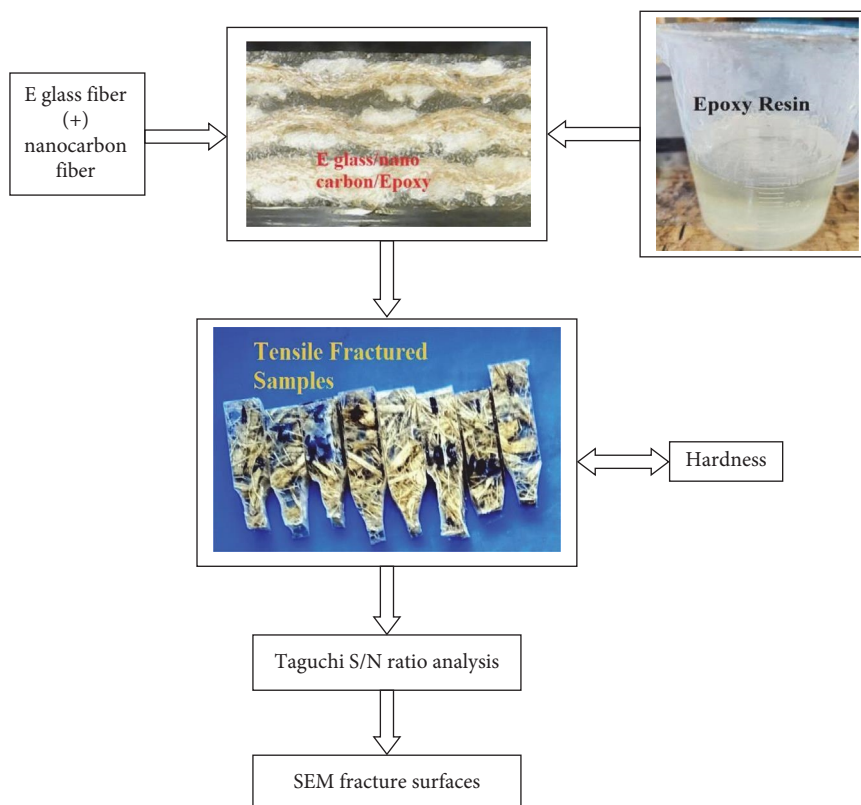 E glass fiber
(+)
nanocarbon
fiber
E glass/nano
carbon/Epoxy
Epoxy Resin
Tensile Fractured
Samples
Hardness
Taguchi S/N ratio analysis
SEM fracture surfaces